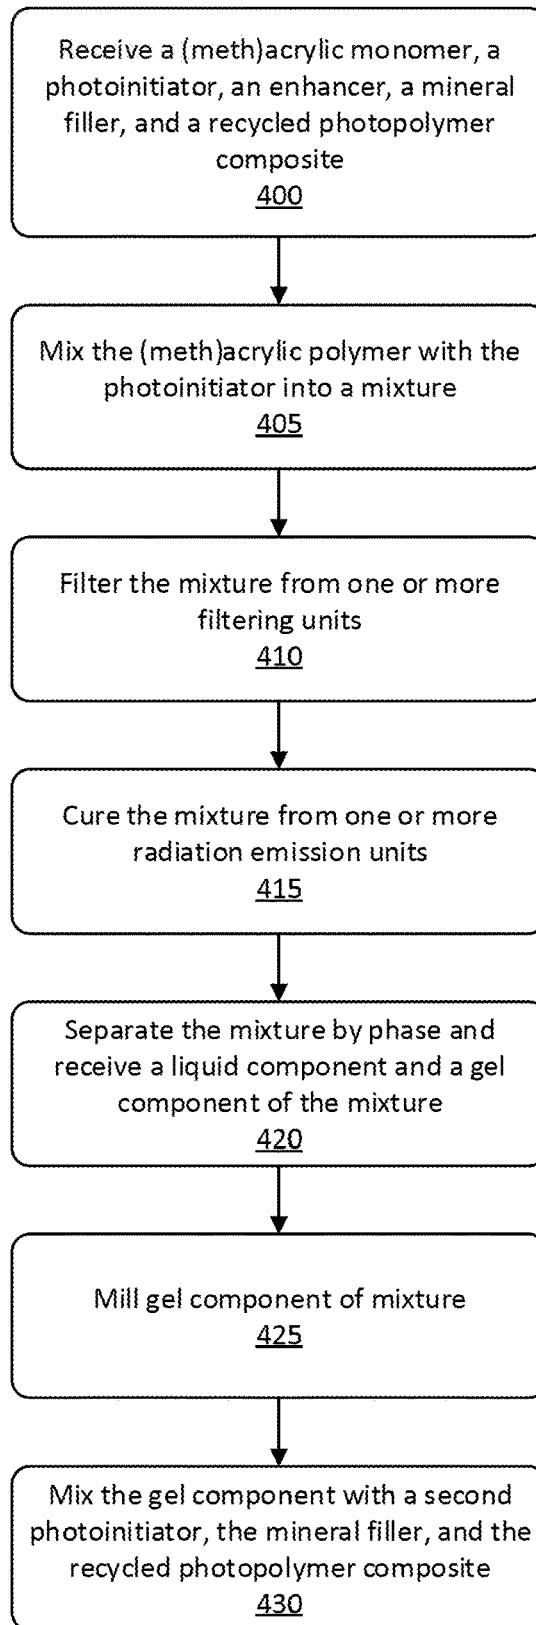 Receive a (meth)acrylic monomer, a
photoinitiator, an enhancer, a mineral
filler, and a recycled photopolymer
composite
400
Mix the (meth)acrylic polymer with the
photoinitiator into a mixture
405
Filter the mixture from one or more
filtering units
410
Cure the mixture from one or more
radiation emission units
415
Separate the mixture by phase and
receive a liquid component and a gel
component of the mixture
420
Mill gel component of mixture
425
Mix the gel component with a second
photoinitiator, the mineral filler, and the
recycled photopolymer composite
430